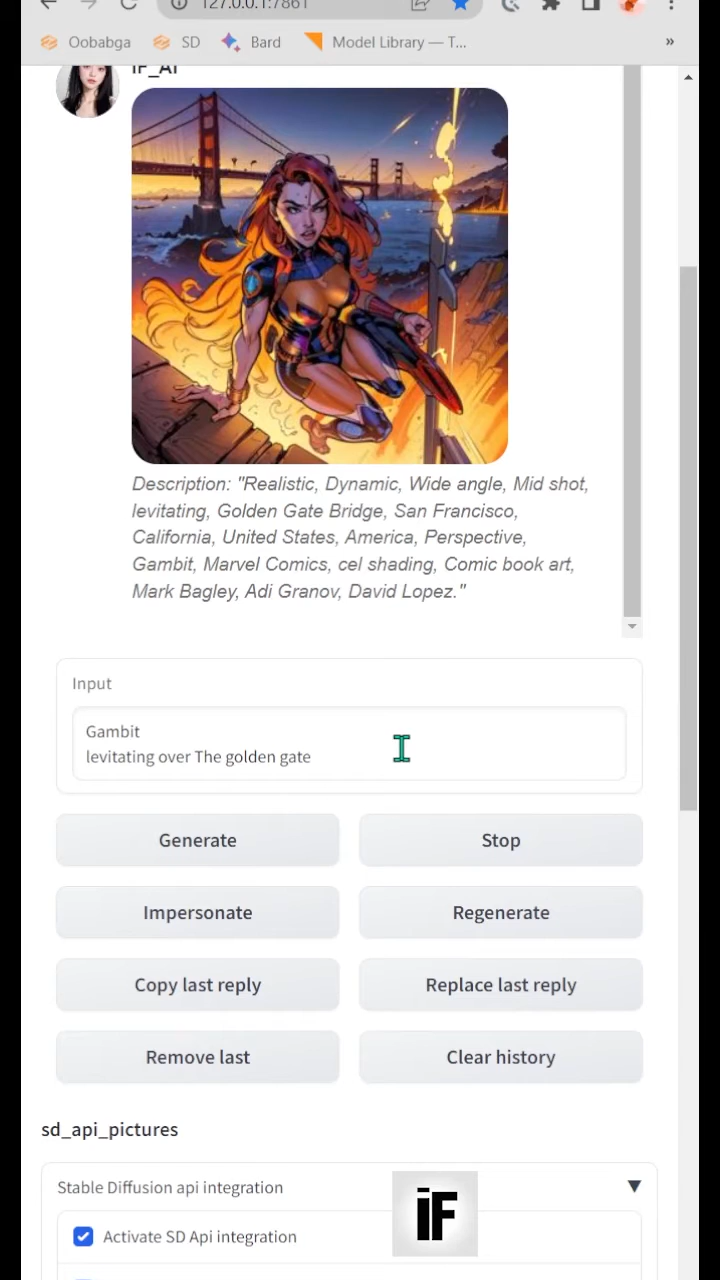 127.0.0.1:7861
Oobabga
SD
Bard
Model Library — T...
»
IF_AI
Description: "Realistic, Dynamic, Wide angle, Mid shot,
levitating, Golden Gate Bridge, San Francisco,
California, United States, America, Perspective,
Gambit, Marvel Comics, cel shading, Comic book art,
Mark Bagley, Adi Granov, David Lopez."
Input
Gambit
levitating over The golden gate
Generate
Stop
Impersonate
Regenerate
Copy last reply
Replace last reply
Remove last
Clear history
sd_api_pictures
Stable Diffusion api integration
Activate SD Api integration
iF